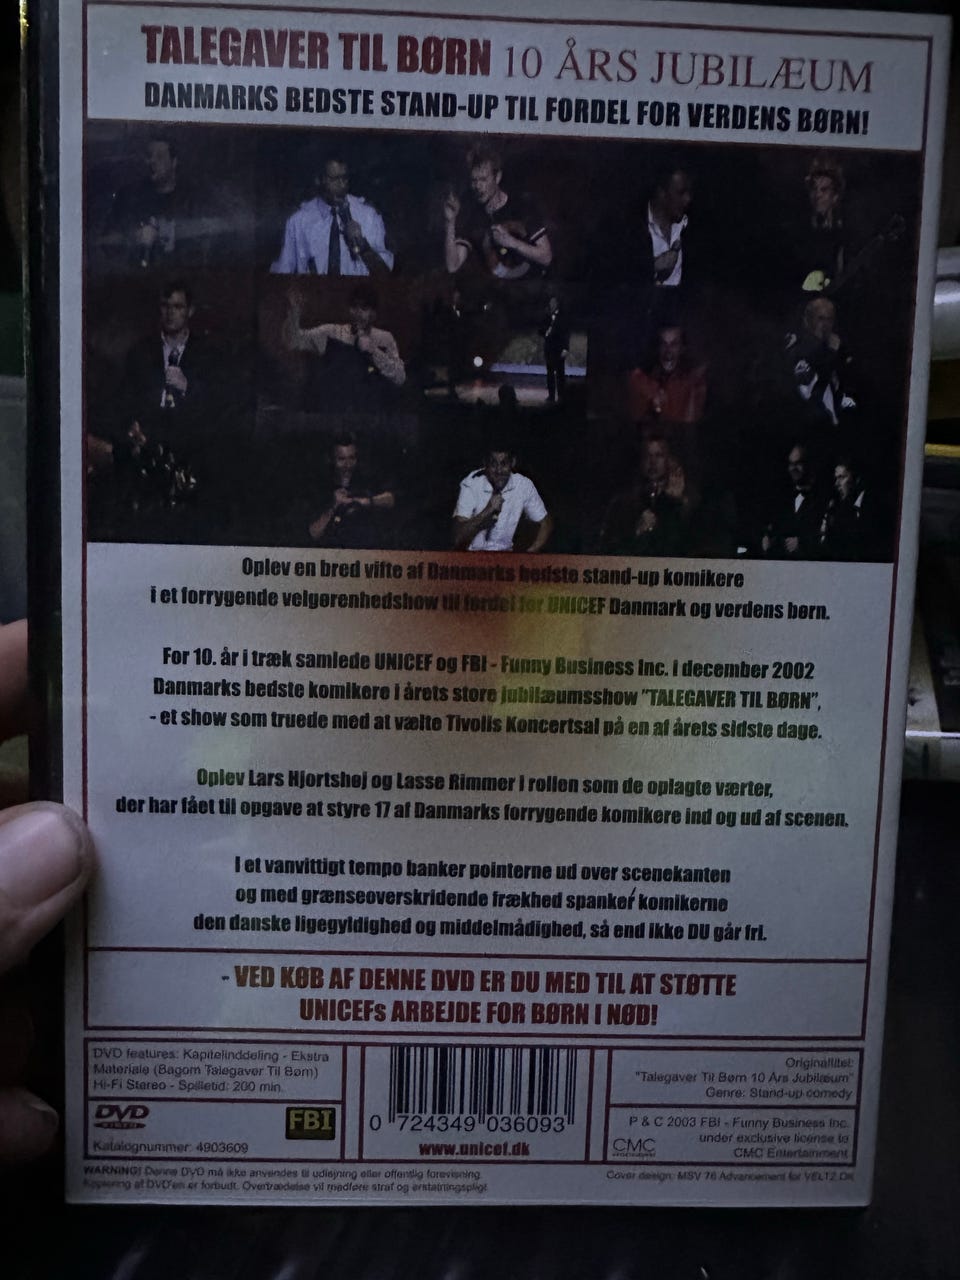 TALEGAVER TIL BØRN 10 ÅRS JUBILÆUM
DANMARKS BEDSTE STAND-UP TIL FORDEL FOR VERDENS BØRN!
Oplev en bred vifte af Danmarks bedste stand-up komikere
i et forrygende velgørenhedshow til fordel for UNICEF Danmark og verdens børn.
For 10. år i træk samlede UNICEF og FBI - Funny Business Inc. i december 2002
Danmarks bedste komikere i årets store jubilæumsshow "TALEGAVER TIL BØRN",
- et show som truede med at vælte Tivolis Koncertsal på en af årets sidste dage.
Oplev Lars Hjortshøj og Lasse Rimmer i rollen som de oplagte værter,
der har fået til opgave at styre 17 af Danmarks forrygende komikere ind og ud af scenen.
I et vanvittigt tempo banker pointerne ud over scenekanten
og med grænseoverskridende frækhed spanker komikerne
den danske ligegyldighed og middelmådighed, så end ikke DU går fri.
- VED KØB AF DENNE DVD ER DU MED TIL AT STØTTE
UNICEFs ARBEJDE FOR BØRN I NØD!
DVD features: Kapitelinddeling - Ekstra
Materiale (Bagom Talegaver Til Børn)
Hi-Fi Stereo - Spilletid: 200 min.
DVD
VIDEO
FBI
Katalognummer: 4903609
0 724349 036093
www.unicef.dk
Originaltitel:
"Talegaver Til Børn 10 Års Jubilæum"
Genre: Stand-up comedy
P & C 2003 FBI - Funny Business Inc.
under exclusive license to
CMC Entertainment
CMC
WARNING! Denne DVD må ikke anvendes til udlejning eller offentlig forevisning.
Kopiering af DVD'en er forbudt. Overtrædelse vil medføre straf og erstatningspligt.
Cover design: MSV 76 Advancement for VELTZ.DK